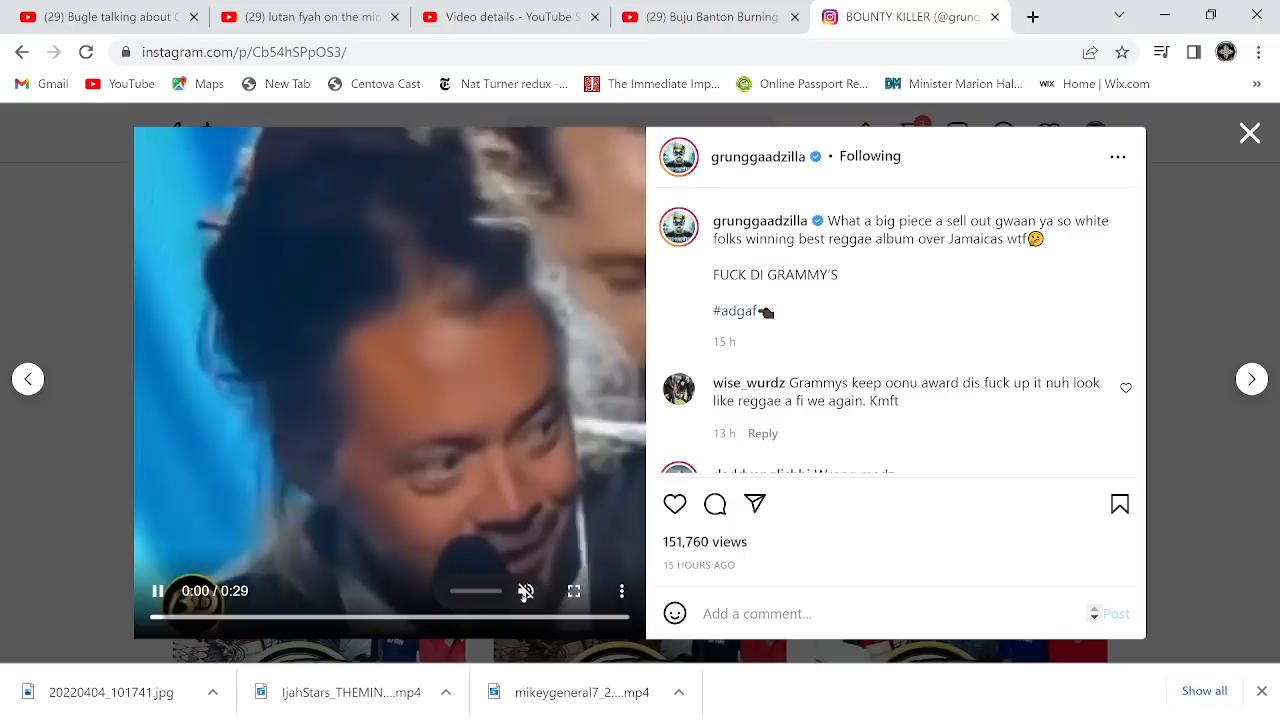 (29) Bugle talking about C
(29) lutan fyah on the min
Video details - YouTube S
(29) Buju Banton Burning
BOUNTY KILLER (@grung
instagram.com/p/Cb54hSPpOS3/
Gmail
YouTube
Maps
New Tab
Centova Cast
Nat Turner redux -...
The Immediate Imp...
Online Passport Re...
DM Minister Marion Hal...
WIX Home | Wix.com
»
grunggaadzilla • Following
grunggaadzilla What a big piece a sell out gwaan ya so white
folks winning best reggae album over Jamaicas wtf🤔
FUCK DI GRAMMY'S
#adgaf👈🏿
15 h
wise_wurdz Grammys keep oonu award dis fuck up it nuh look
like reggae a fi we again. Kmft
13 h Reply
151,760 views
15 HOURS AGO
0:00 / 0:29
Add a comment...
Post
20220404_101741.jpg
IjahStars_THEMIN....mp4
mikeygeneral7_2....mp4
Show all